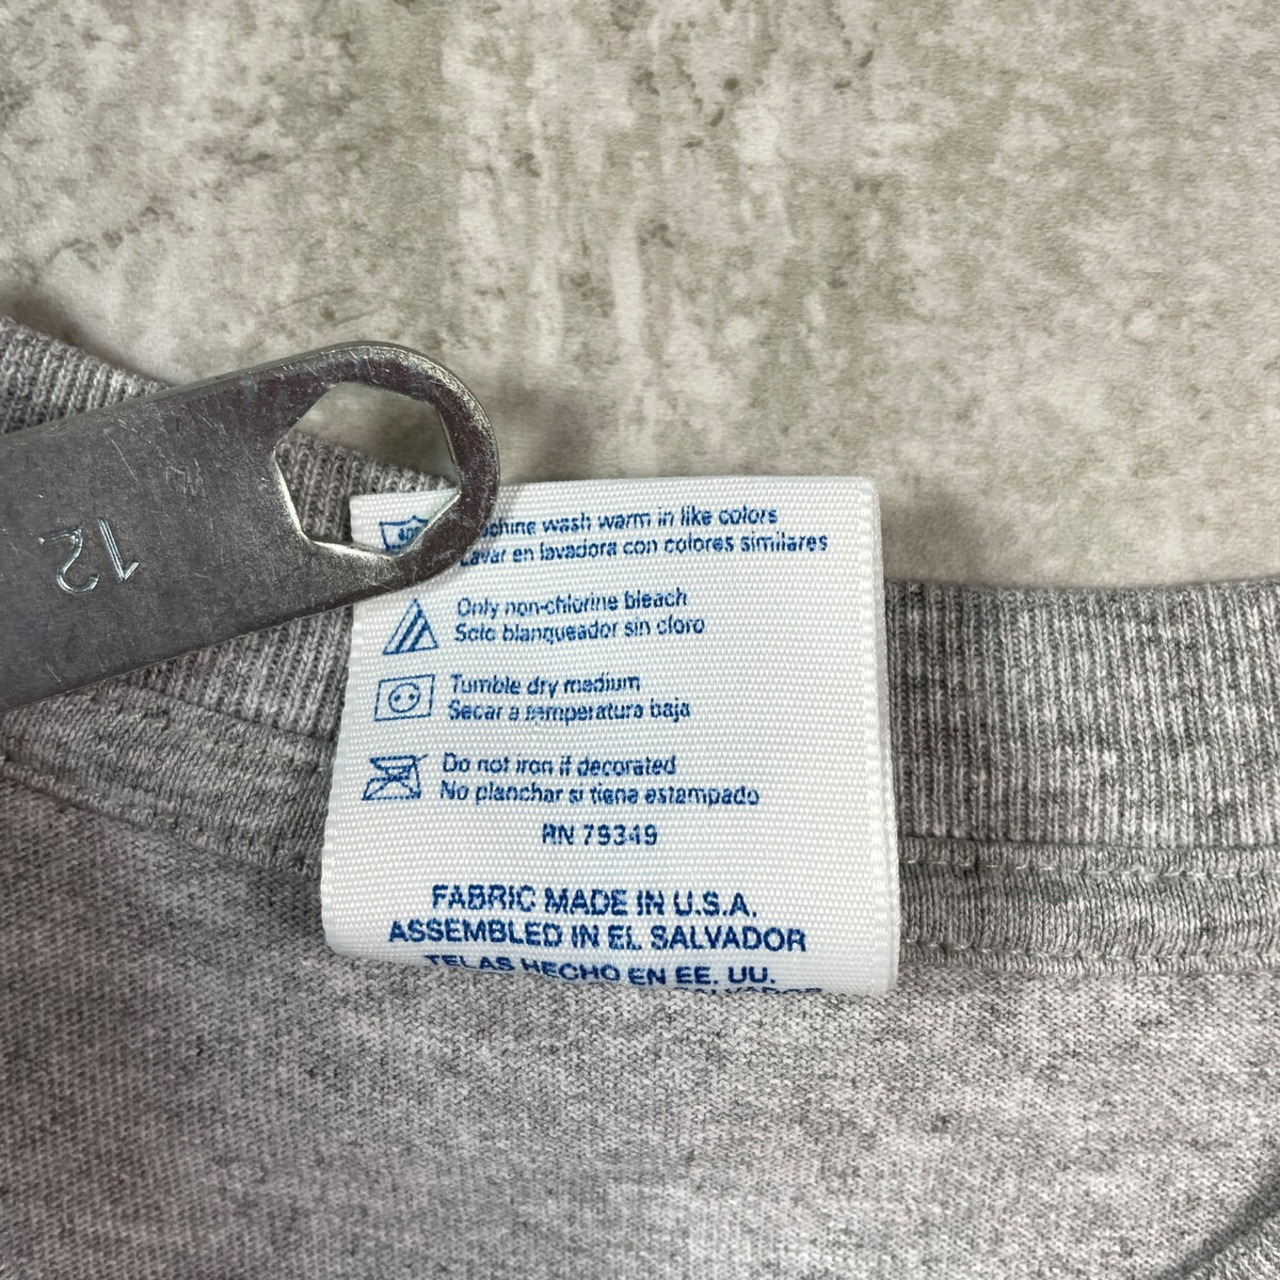 12
40°
wash warm in like colors
en lavadora con colores similares
Only non-chlorine bleach
Solo blanqueador sin cloro
Tumble dry medium
Secar a temperatura baja
Do not iron if decorated
No planchar si tiene estampado
RN 79349
FABRIC MADE IN U.S.A.
ASSEMBLED IN EL SALVADOR
TELAS HECHO EN EE. UU.
SALVADOR